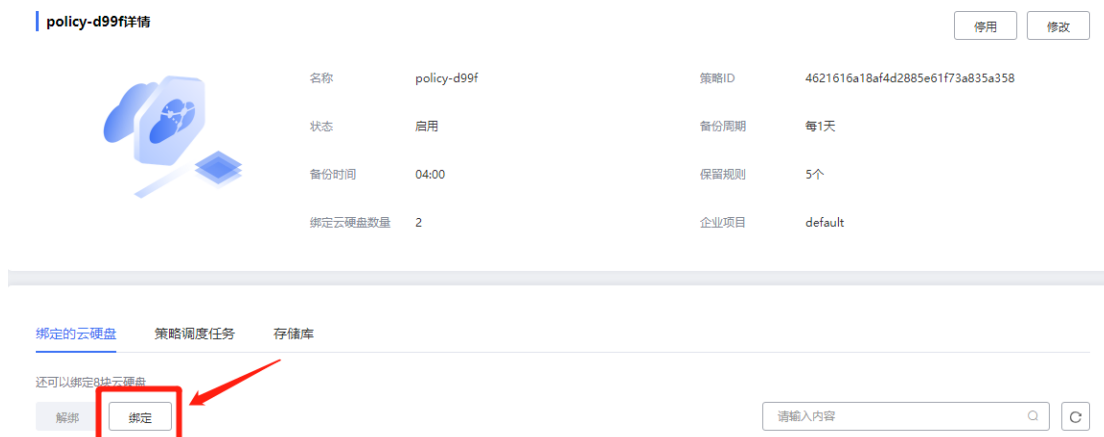 policy-d99f详情
停用 修改
名称 policy-d99f 策略ID 4621616a18af4d2885e61f73a835a358
状态 启用 备份周期 每1天
备份时间 04:00 保留规则 5个
绑定云硬盘数量 2 企业项目 default
绑定的云硬盘 策略调度任务 存储库
还可以绑定8块云硬盘
解绑 绑定 请输入内容